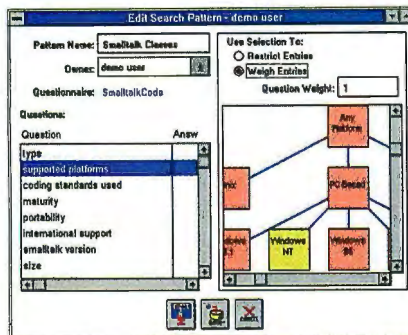 Edit Search Pattern - demo user
Pattern Name: Smalltalk Classes
Owner: demo user
Questionnaire: SmalltalkCode
Questions:
Question Answ
type
supported platforms
coding standards used
maturity
portability
international support
smalltalk version
size
Use Selection To:
Restrict Entries
Weigh Entries
Question Weight: 1
Any Platform
PC Based
Windows NT
Windows